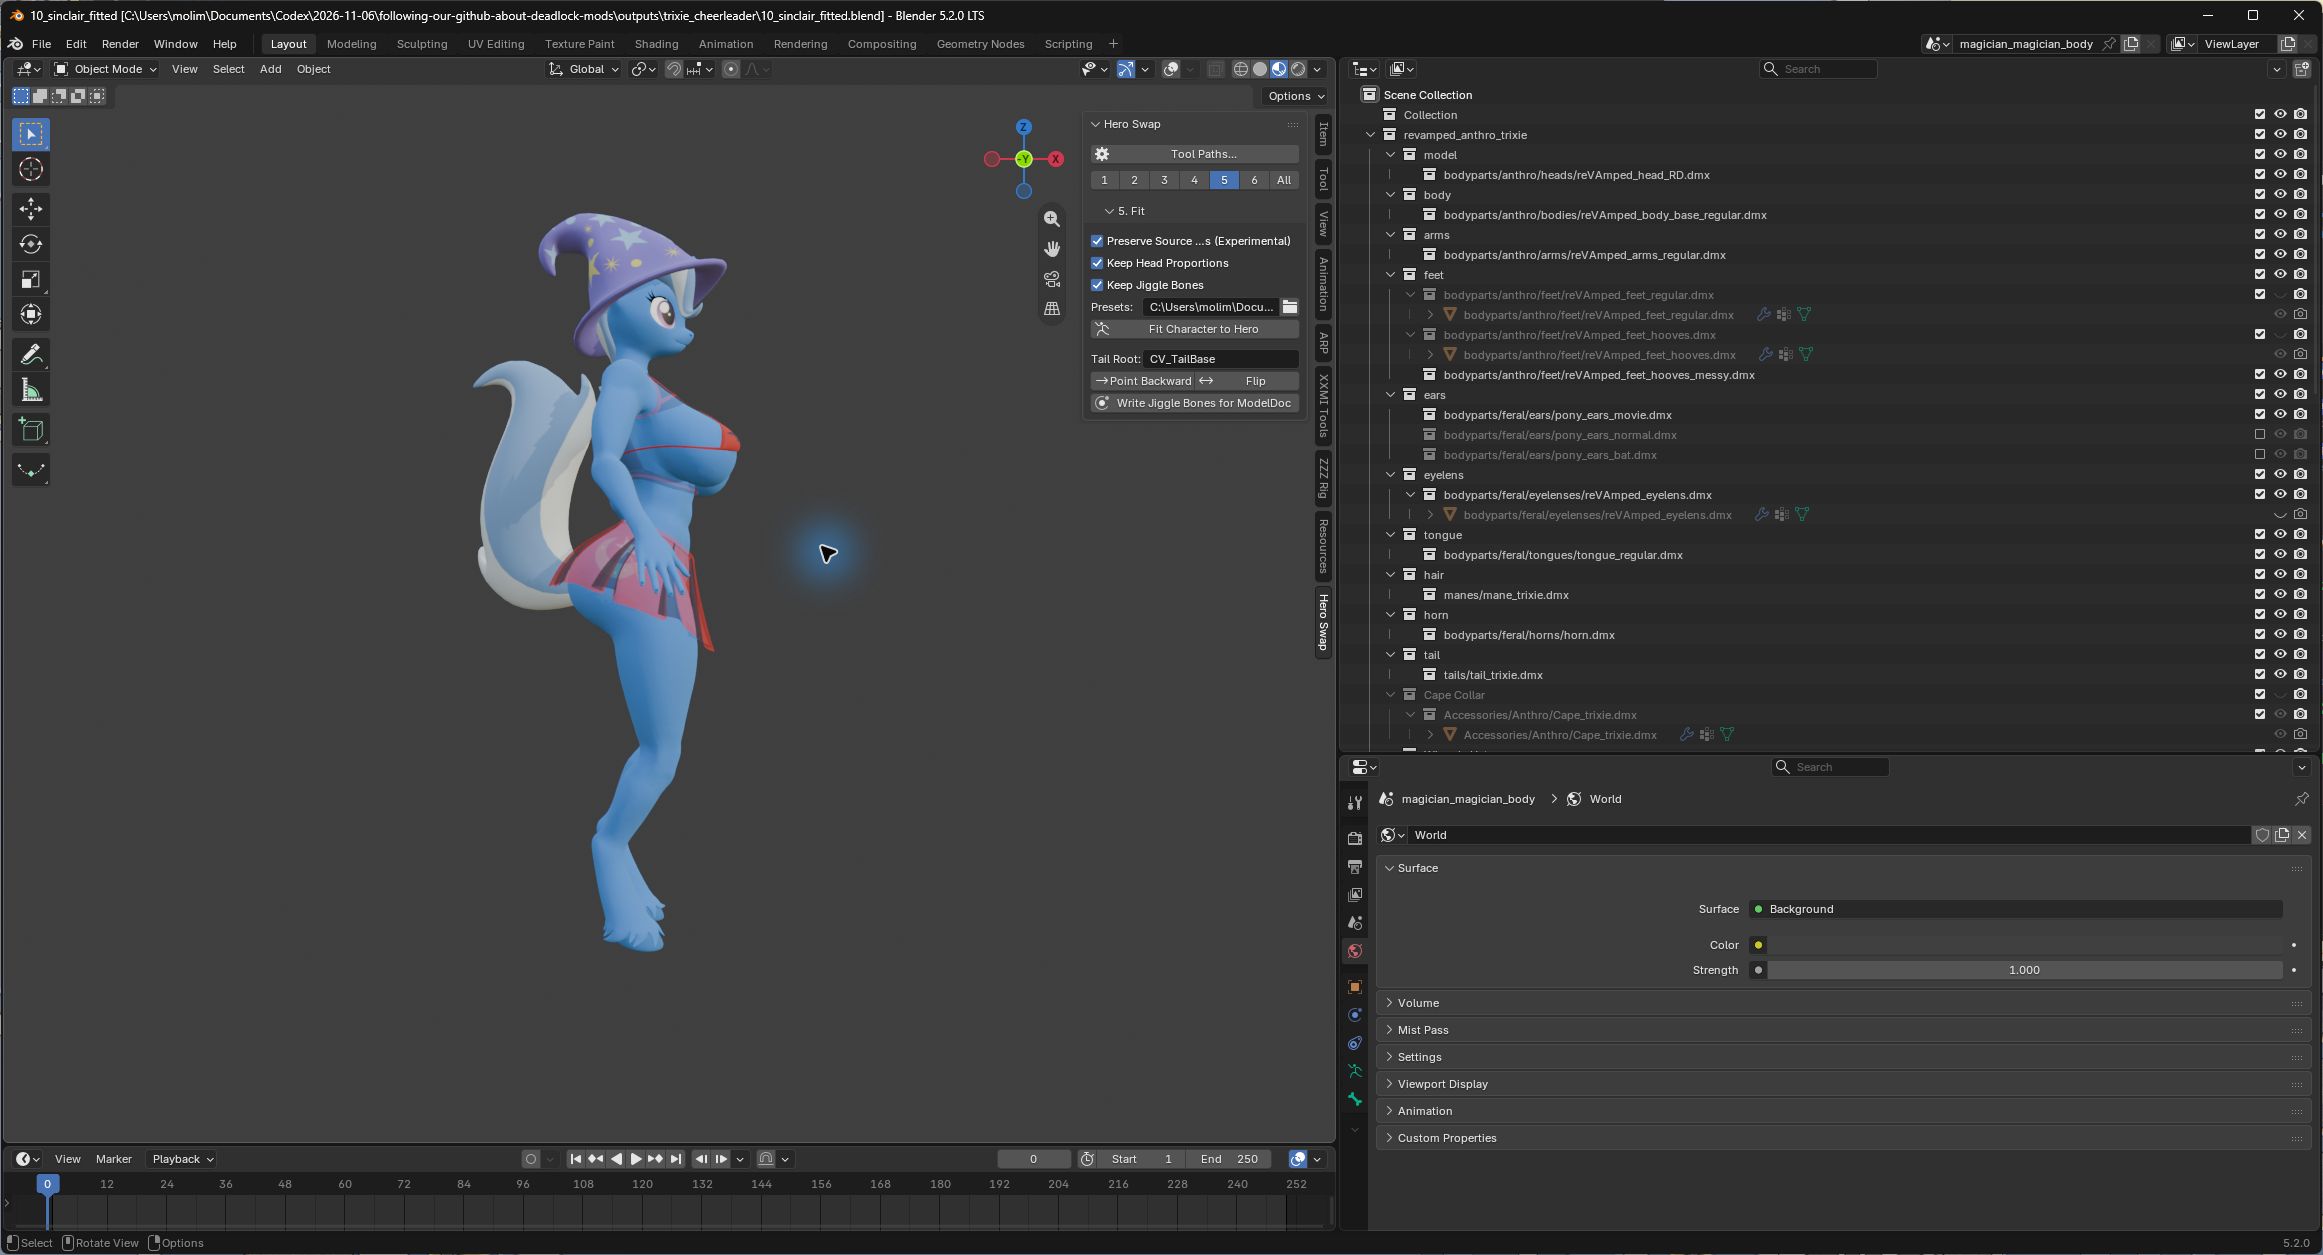 10_sinclair_fitted [C:\Users\molim\Documents\Codex\2026-11-06\following-our-github-about-deadlock-mods\outputs\trixie_cheerleader\10_sinclair_fitted.blend] - Blender 5.2.0 LTS
File Edit Render Window Help Layout Modeling Sculpting UV Editing Texture Paint Shading Animation Rendering Compositing Geometry Nodes Scripting + magician_magician_body ViewLayer
Object Mode View Select Add Object Global Search
Options
Scene Collection
Collection
revamped_anthro_trixie
model
bodyparts/anthro/heads/reVAmped_head_RD.dmx
body
bodyparts/anthro/bodies/reVAmped_body_base_regular.dmx
arms
bodyparts/anthro/arms/reVAmped_arms_regular.dmx
feet
bodyparts/anthro/feet/reVAmped_feet_regular.dmx
bodyparts/anthro/feet/reVAmped_feet_regular.dmx
bodyparts/anthro/feet/reVAmped_feet_hooves.dmx
bodyparts/anthro/feet/reVAmped_feet_hooves.dmx
bodyparts/anthro/feet/reVAmped_feet_hooves_messy.dmx
ears
bodyparts/feral/ears/pony_ears_movie.dmx
bodyparts/feral/ears/pony_ears_normal.dmx
bodyparts/feral/ears/pony_ears_bat.dmx
eyelens
bodyparts/feral/eyelenses/reVAmped_eyelens.dmx
bodyparts/feral/eyelenses/reVAmped_eyelens.dmx
tongue
bodyparts/feral/tongues/tongue_regular.dmx
hair
manes/mane_trixie.dmx
horn
bodyparts/feral/horns/horn.dmx
tail
tails/tail_trixie.dmx
Cape Collar
Accessories/Anthro/Cape_trixie.dmx
Accessories/Anthro/Cape_trixie.dmx
Z
-Y
X
Hero Swap
Tool Paths...
1 2 3 4 5 6 All
5. Fit
Preserve Source ...s (Experimental)
Keep Head Proportions
Keep Jiggle Bones
Presets: C:\Users\molim\Docu...
Fit Character to Hero
Tail Root: CV_TailBase
Point Backward Flip
Write Jiggle Bones for ModelDoc
Item
Tool
View
Animation
ARP
XXMI Tools
ZZZ Rig
Resources
Hero Swap
Search
magician_magician_body > World
World
Surface
Surface Background
Color
Strength 1.000
Volume
Mist Pass
Settings
Viewport Display
Animation
Custom Properties
View Marker Playback 0 Start 1 End 250
0 12 24 36 48 60 72 84 96 108 120 132 144 156 168 180 192 204 216 228 240 252
Select Rotate View Options 5.2.0